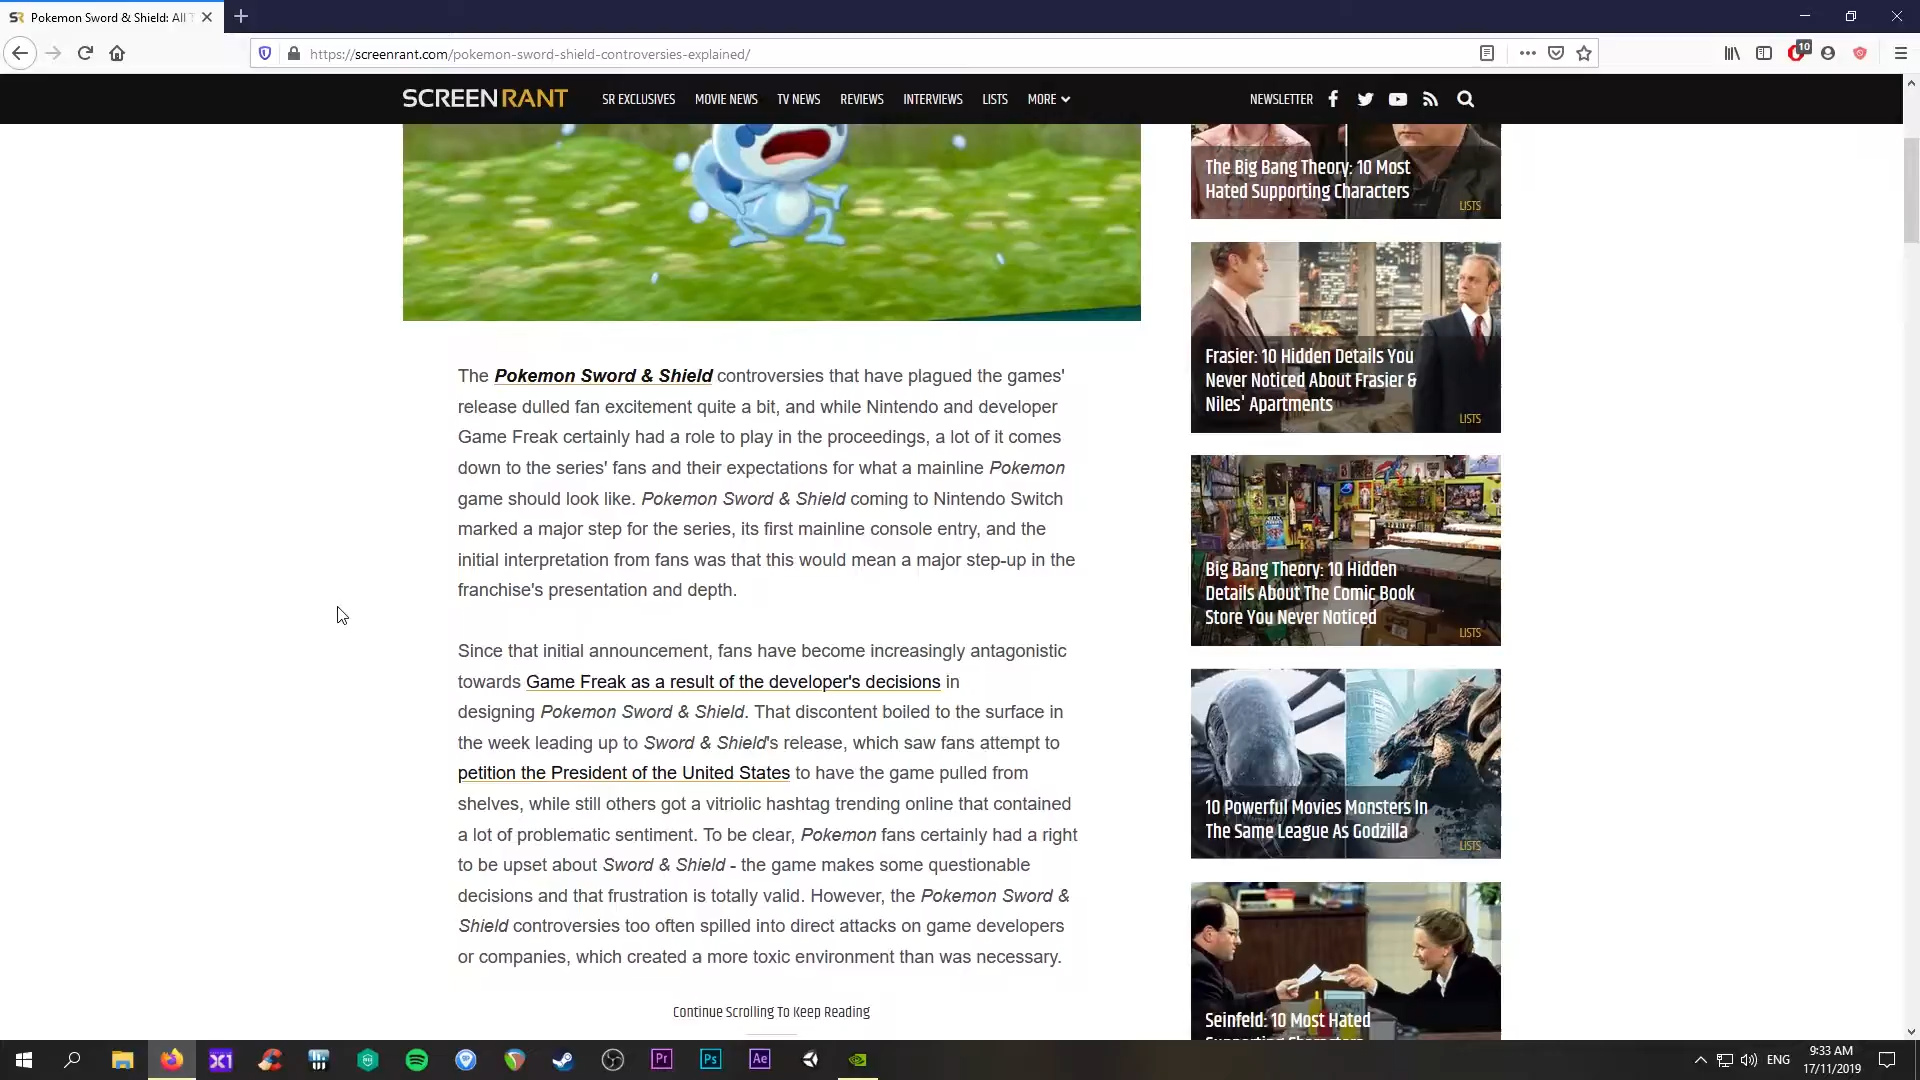 Pokemon Sword & Shield: All T
https://screenrant.com/pokemon-sword-shield-controversies-explained/
10
SCREENRANT
SR EXCLUSIVES MOVIE NEWS TV NEWS REVIEWS INTERVIEWS LISTS MORE
NEWSLETTER
The Pokemon Sword & Shield controversies that have plagued the games'
release dulled fan excitement quite a bit, and while Nintendo and developer
Game Freak certainly had a role to play in the proceedings, a lot of it comes
down to the series' fans and their expectations for what a mainline Pokemon
game should look like. Pokemon Sword & Shield coming to Nintendo Switch
marked a major step for the series, its first mainline console entry, and the
initial interpretation from fans was that this would mean a major step-up in the
franchise's presentation and depth.
Since that initial announcement, fans have become increasingly antagonistic
towards Game Freak as a result of the developer's decisions in
designing Pokemon Sword & Shield. That discontent boiled to the surface in
the week leading up to Sword & Shield's release, which saw fans attempt to
petition the President of the United States to have the game pulled from
shelves, while still others got a vitriolic hashtag trending online that contained
a lot of problematic sentiment. To be clear, Pokemon fans certainly had a right
to be upset about Sword & Shield - the game makes some questionable
decisions and that frustration is totally valid. However, the Pokemon Sword &
Shield controversies too often spilled into direct attacks on game developers
or companies, which created a more toxic environment than was necessary.
Continue Scrolling To Keep Reading
The Big Bang Theory: 10 Most
Hated Supporting Characters
LISTS
Frasier: 10 Hidden Details You
Never Noticed About Frasier &
Niles' Apartments
LISTS
Big Bang Theory: 10 Hidden
Details About The Comic Book
Store You Never Noticed
LISTS
10 Powerful Movies Monsters In
The Same League As Godzilla
LISTS
Seinfeld: 10 Most Hated
Supporting Characters
X1
Pr
Ps
Ae
ENG
9:33 AM
17/11/2019